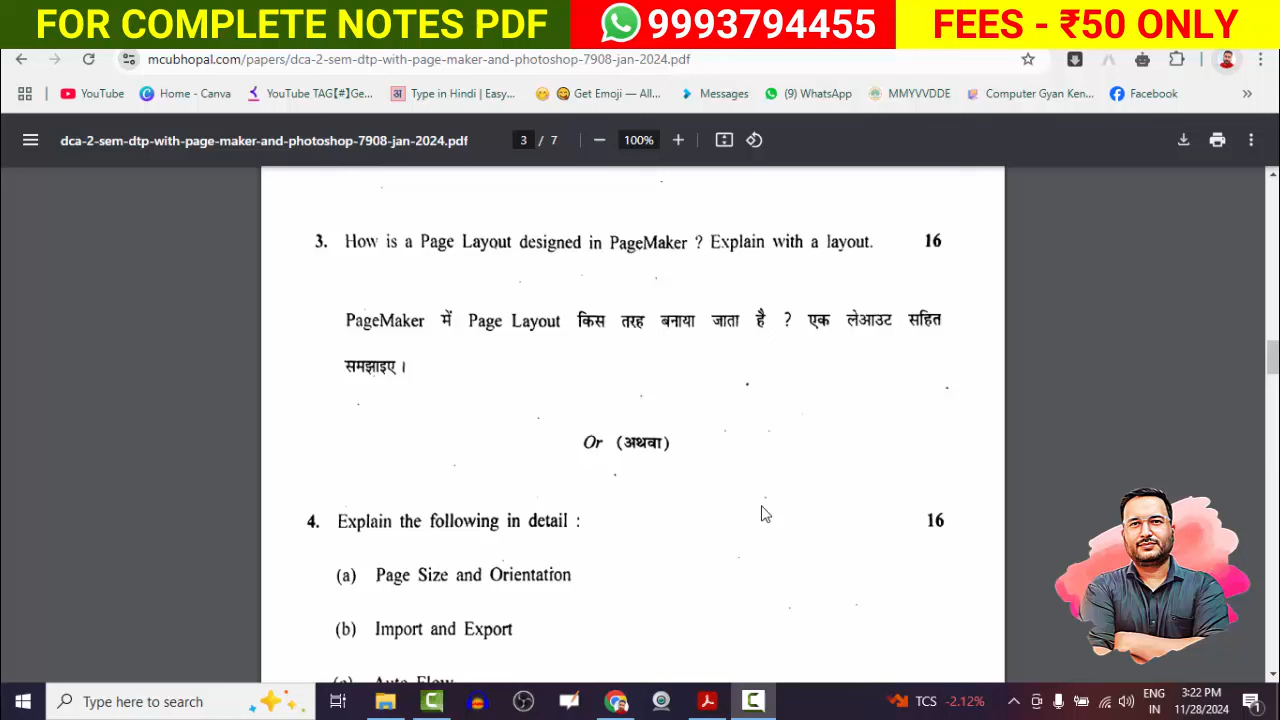 FOR COMPLETE NOTES PDF 9993794455 FEES - ₹50 ONLY
mcubhopal.com/papers/dca-2-sem-dtp-with-page-maker-and-photoshop-7908-jan-2024.pdf
YouTube Home - Canva YouTube TAG【#】Ge... Type in Hindi | Easy... Get Emoji — All... Messages (9) WhatsApp MMYVVDDE Computer Gyan Ken... Facebook
dca-2-sem-dtp-with-page-maker-and-photoshop-7908-jan-2024.pdf 3 / 7 100%
3. How is a Page Layout designed in PageMaker ? Explain with a layout. 16
PageMaker में Page Layout किस तरह बनाया जाता है ? एक लेआउट सहित
समझाइए।
Or (अथवा)
4. Explain the following in detail : 16
(a) Page Size and Orientation
(b) Import and Export
(c) Auto Flow
Type here to search TCS -2.12% ENG IN 3:22 PM 11/28/2024